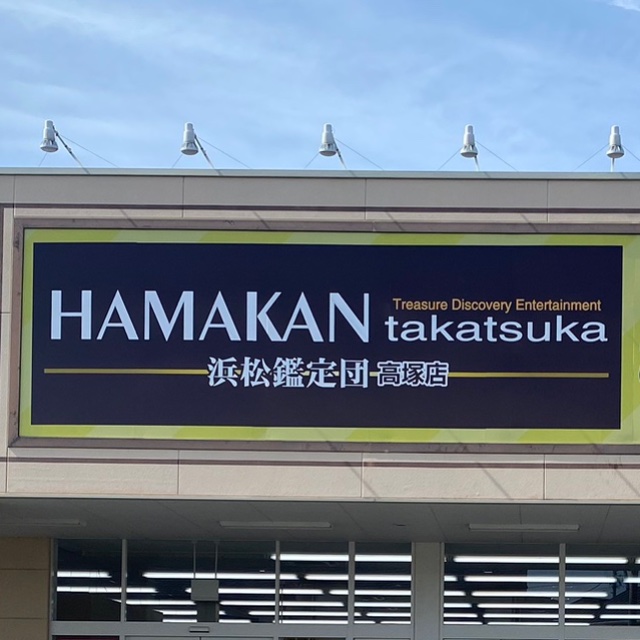 HAMAKAN
Treasure Discovery Entertainment
takatsuka
浜松鑑定団 高塚店